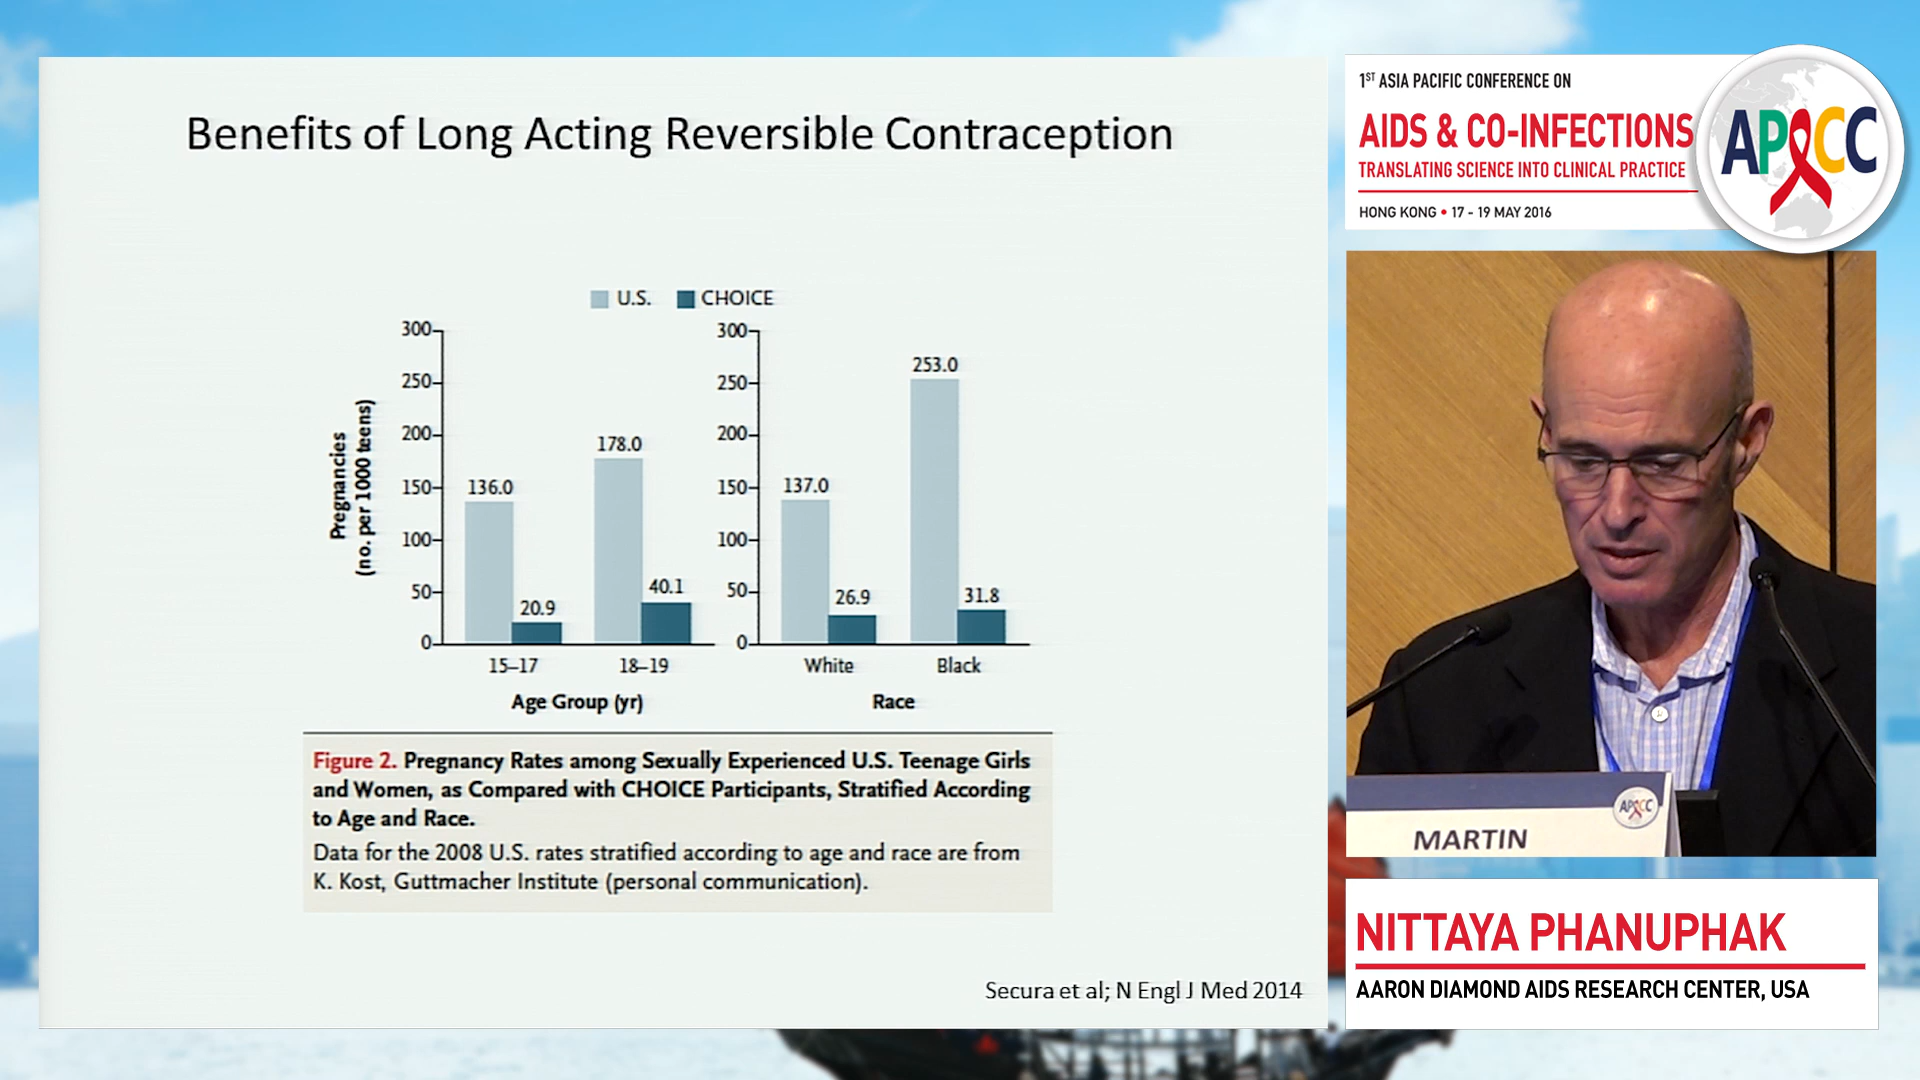 Benefits of Long Acting Reversible Contraception
U.S. CHOICE
Pregnancies
(no. per 1000 teens)
300
250
200
150
100
50
0
136.0
20.9
178.0
40.1
15–17
18–19
Age Group (yr)
300
250
200
150
100
50
0
137.0
26.9
253.0
31.8
White
Black
Race
Figure 2. Pregnancy Rates among Sexually Experienced U.S. Teenage Girls
and Women, as Compared with CHOICE Participants, Stratified According
to Age and Race.
Data for the 2008 U.S. rates stratified according to age and race are from
K. Kost, Guttmacher Institute (personal communication).
Secura et al; N Engl J Med 2014
1ST ASIA PACIFIC CONFERENCE ON
AIDS & CO-INFECTIONS
TRANSLATING SCIENCE INTO CLINICAL PRACTICE
HONG KONG • 17 - 19 MAY 2016
APACC
APACC
MARTIN
NITTAYA PHANUPHAK
AARON DIAMOND AIDS RESEARCH CENTER, USA